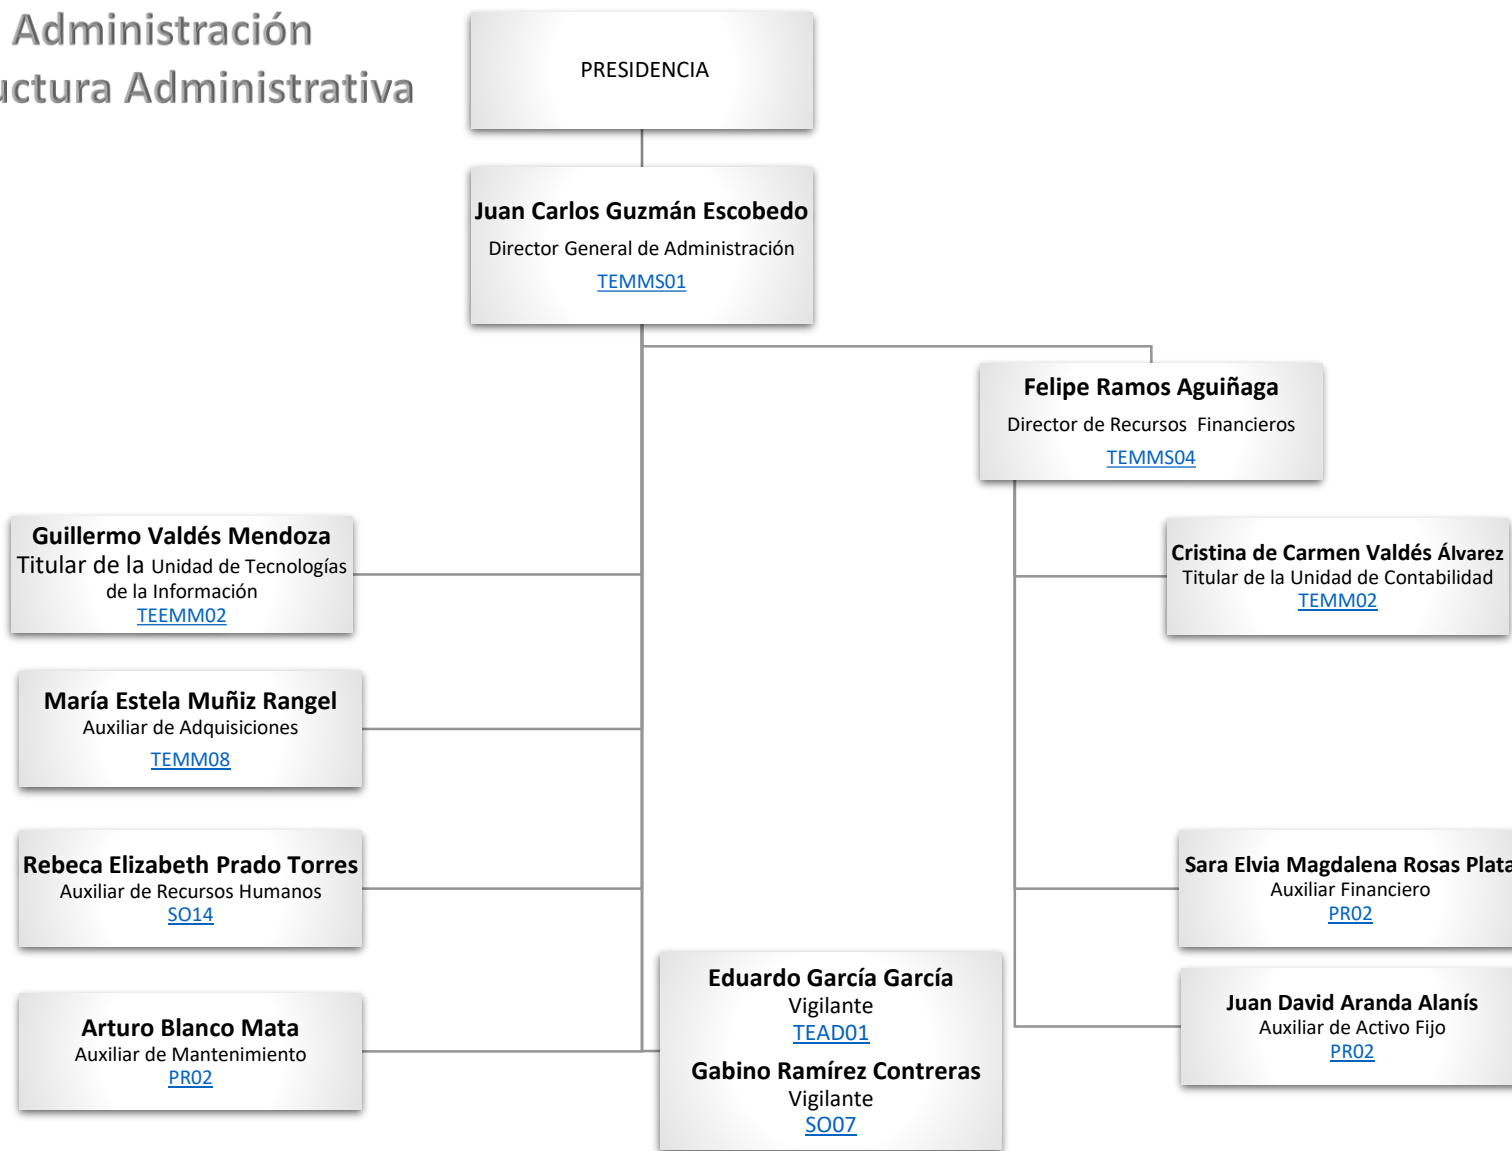 Administración
uctura Administrativa
PRESIDENCIA
Juan Carlos Guzmán Escobedo
Director General de Administración
TEMMS01
Felipe Ramos Aguiñaga
Director de Recursos Financieros
TEMMS04
Guillermo Valdés Mendoza
Titular de la Unidad de Tecnologías
de la Información
TEEMM02
Cristina de Carmen Valdés Álvarez
Titular de la Unidad de Contabilidad
TEMM02
María Estela Muñiz Rangel
Auxiliar de Adquisiciones
TEMM08
Rebeca Elizabeth Prado Torres
Auxiliar de Recursos Humanos
SO14
Sara Elvia Magdalena Rosas Plata
Auxiliar Financiero
PR02
Arturo Blanco Mata
Auxiliar de Mantenimiento
PR02
Eduardo García García
Vigilante
TEAD01
Gabino Ramírez Contreras
Vigilante
SO07
Juan David Aranda Alanís
Auxiliar de Activo Fijo
PR02